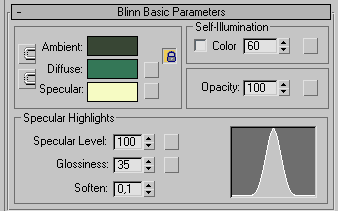 - Blinn Basic Parameters
Self-Illumination
Ambient: Color 60
Diffuse:
Specular: Opacity: 100
Specular Highlights
Specular Level: 100
Glossiness: 35
Soften: 0,1